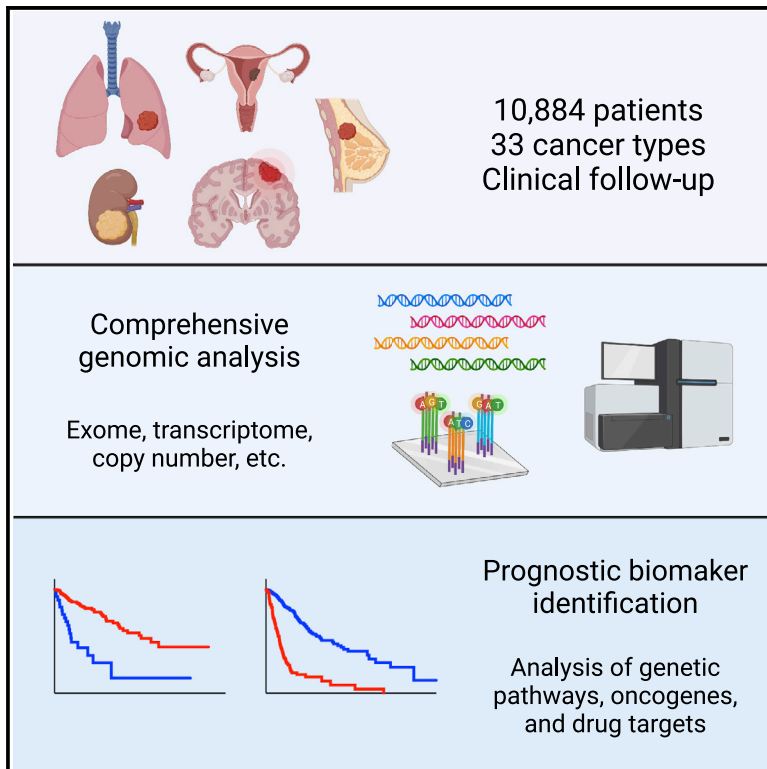 10,884 patients
33 cancer types
Clinical follow-up
Comprehensive
genomic analysis
Exome, transcriptome,
copy number, etc.
A G T
A T C
G A T
Prognostic biomaker
identification
Analysis of genetic
pathways, oncogenes,
and drug targets